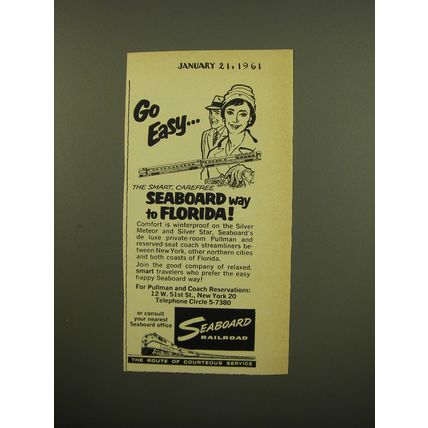 JANUARY 21, 1961
Go
Easy...
THE SMART, CAREFREE
SEABOARD way
to FLORIDA!
Comfort is winterproof on the Silver
Meteor and Silver Star, Seaboard's
de luxe private-room Pullman and
reserved-seat coach streamliners be-
tween New York, other northern cities
and both coasts of Florida.
Join the good company of relaxed,
smart travelers who prefer the easy
happy Seaboard way!
For Pullman and Coach Reservations:
12 W. 51st St., New York 20
Telephone CIrcle 5-7380
or consult
your nearest
Seaboard office
SEABOARD
RAILROAD
THE ROUTE OF COURTEOUS SERVICE